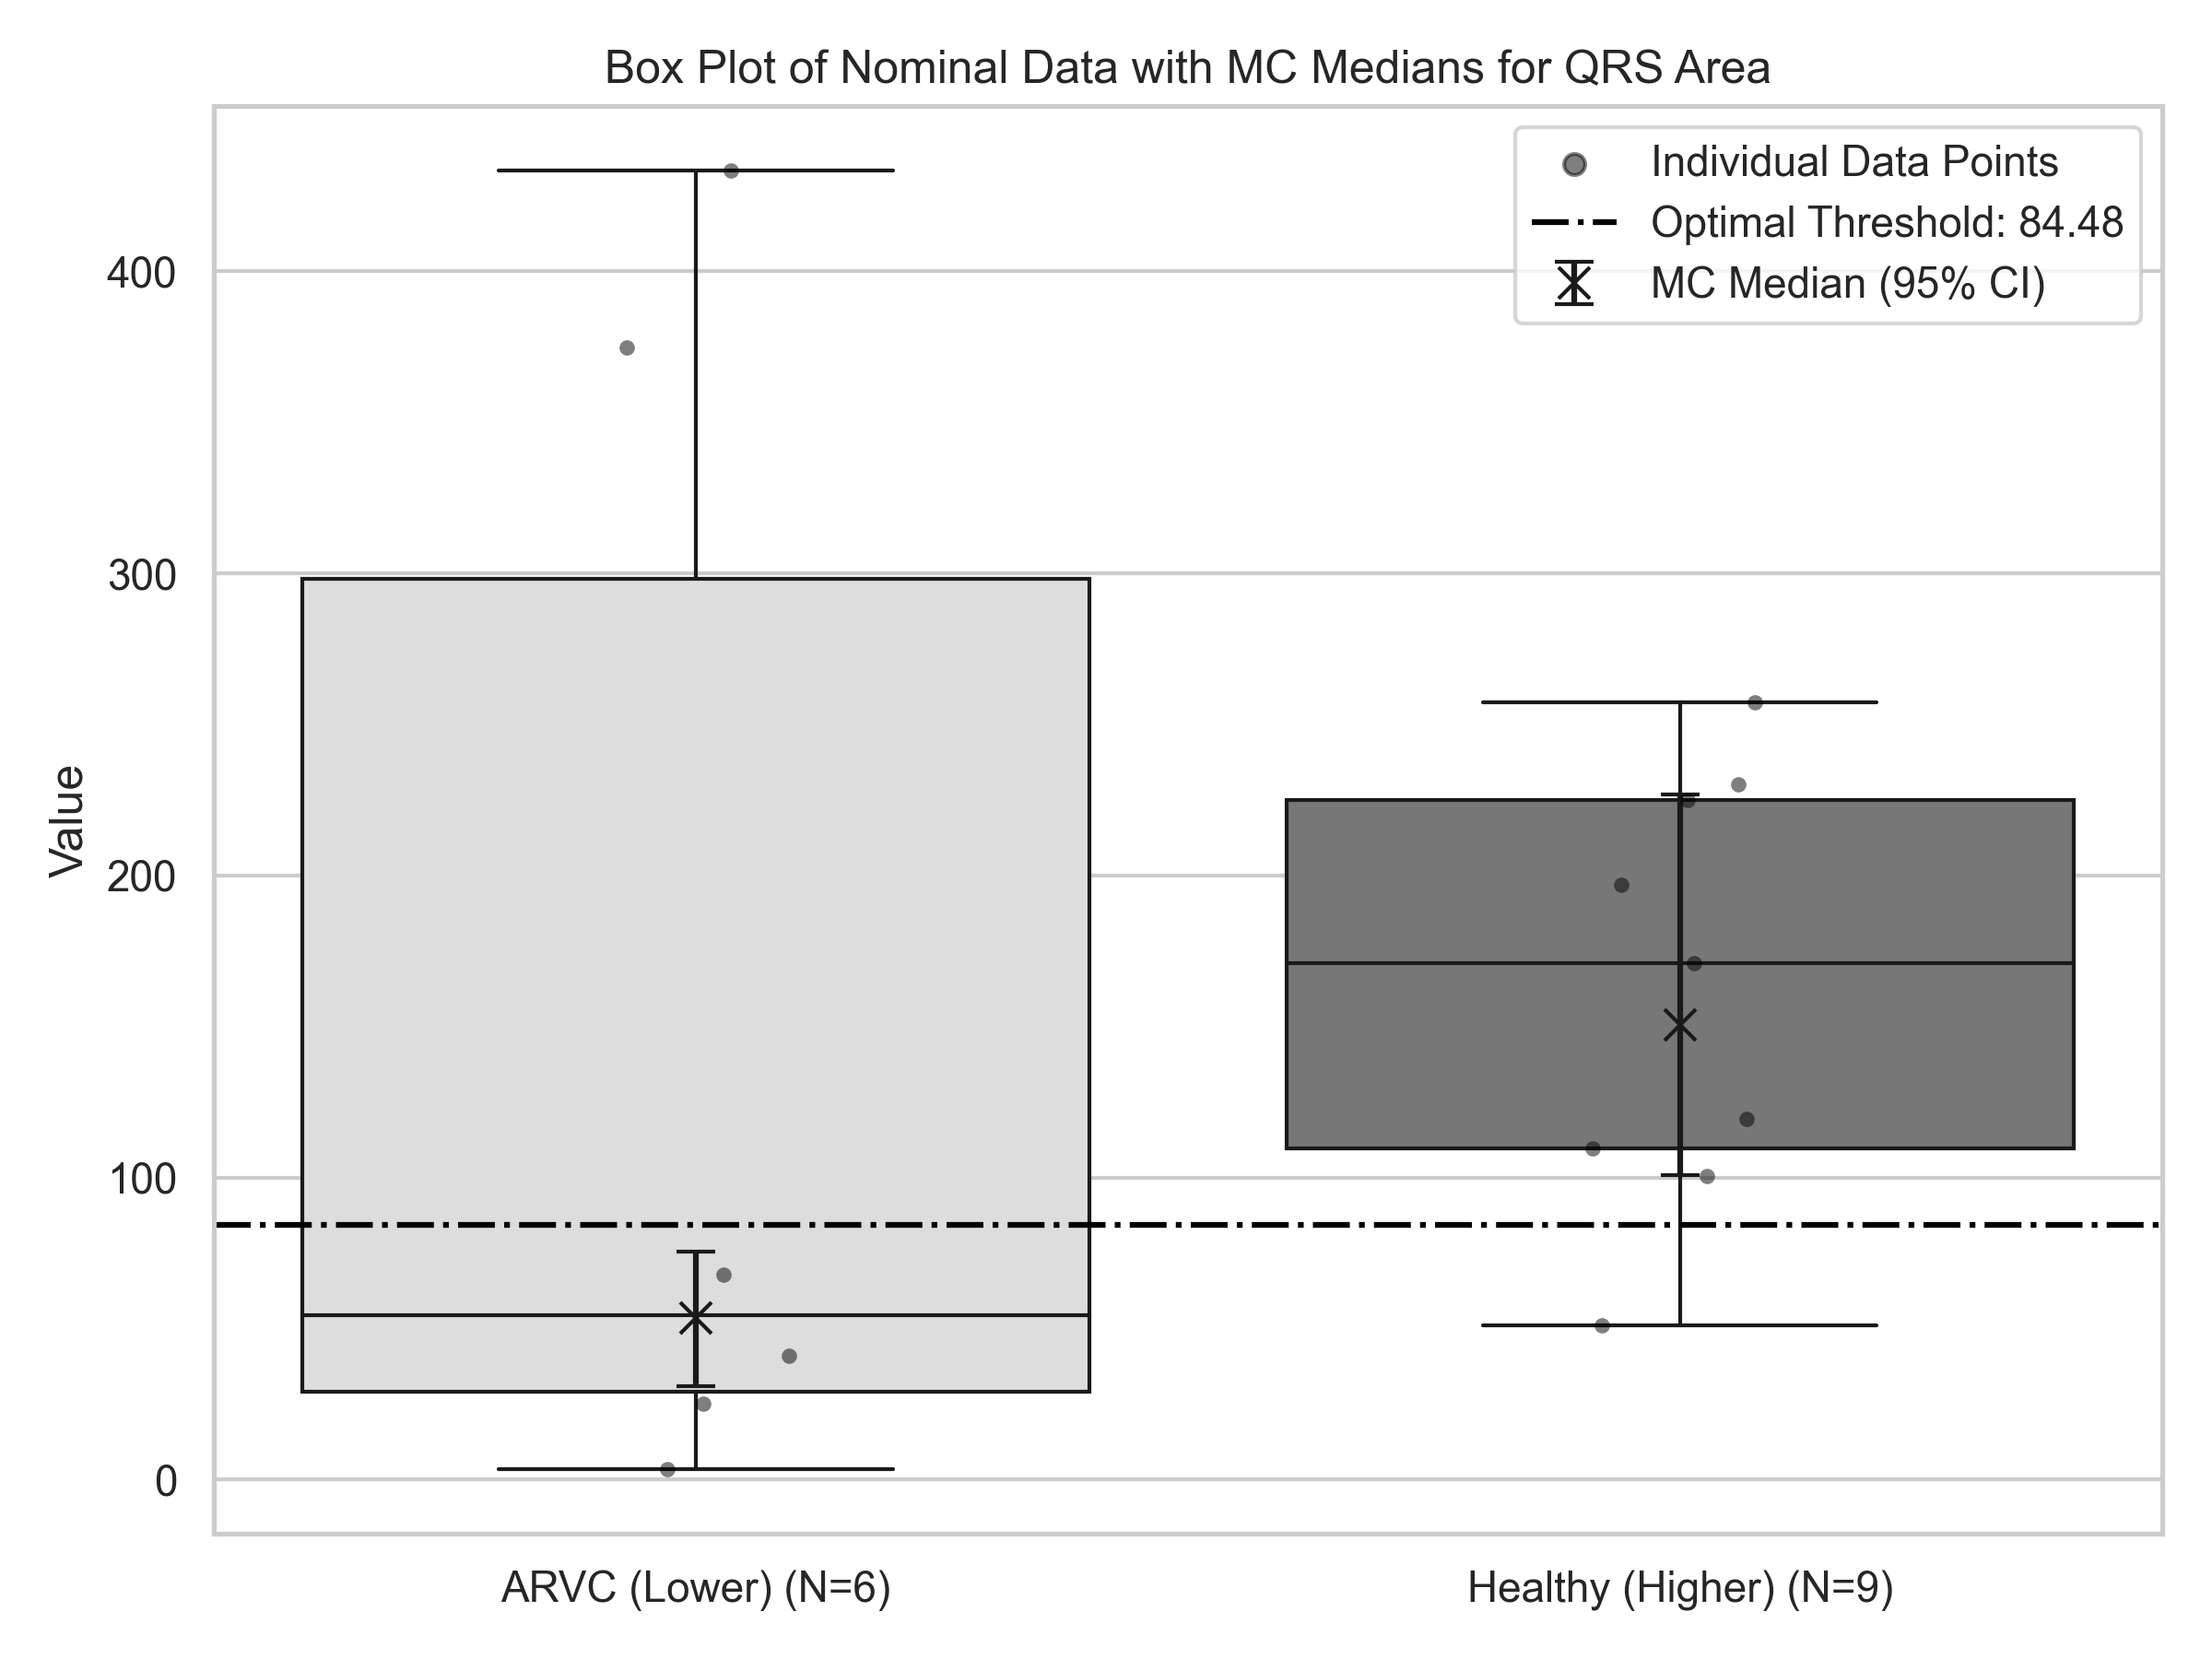 Box Plot of Nominal Data with MC Medians for QRS Area
Individual Data Points
Optimal Threshold: 84.48
MC Median (95% CI)
Value
400
300
200
100
0
ARVC (Lower) (N=6)
Healthy (Higher) (N=9)